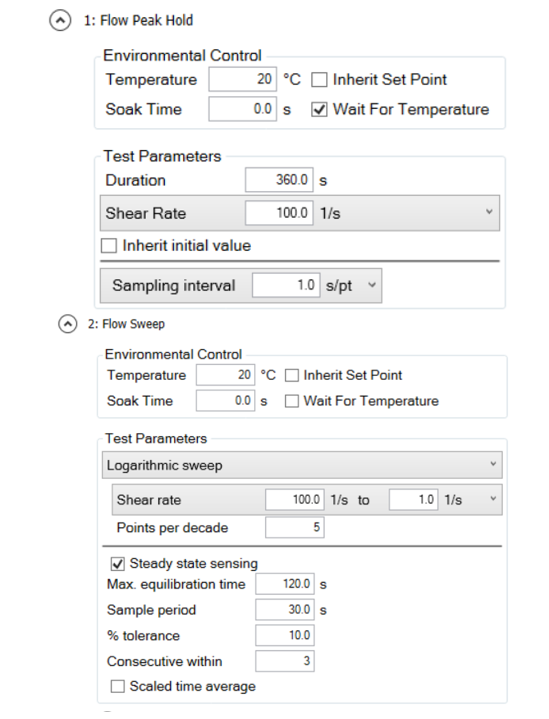 1: Flow Peak Hold
Environmental Control
Temperature 20 °C Inherit Set Point
Soak Time 0.0 s Wait For Temperature
Test Parameters
Duration 360.0 s
Shear Rate 100.0 1/s
Inherit initial value
Sampling interval 1.0 s/pt
2: Flow Sweep
Environmental Control
Temperature 20 °C Inherit Set Point
Soak Time 0.0 s Wait For Temperature
Test Parameters
Logarithmic sweep
Shear rate 100.0 1/s to 1.0 1/s
Points per decade 5
Steady state sensing
Max. equilibration time 120.0 s
Sample period 30.0 s
% tolerance 10.0
Consecutive within 3
Scaled time average